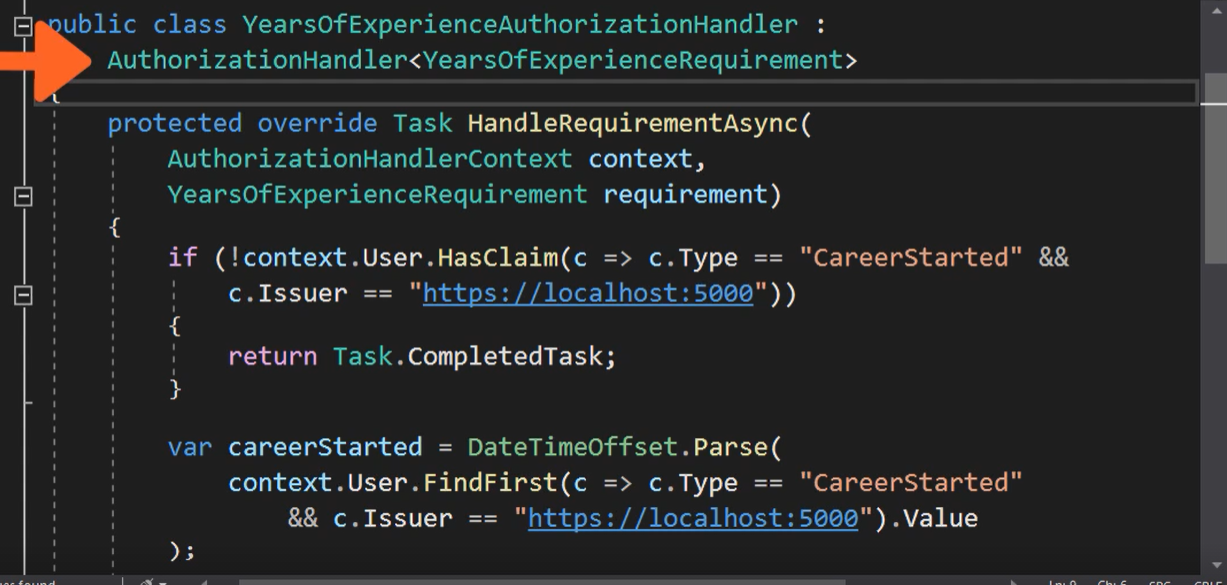 public class YearsOfExperienceAuthorizationHandler :
AuthorizationHandler<YearsOfExperienceRequirement>
{
protected override Task HandleRequirementAsync(
AuthorizationHandlerContext context,
YearsOfExperienceRequirement requirement)
{
if (!context.User.HasClaim(c => c.Type == "CareerStarted" &&
c.Issuer == "https://localhost:5000"))
{
return Task.CompletedTask;
}
var careerStarted = DateTimeOffset.Parse(
context.User.FindFirst(c => c.Type == "CareerStarted"
&& c.Issuer == "https://localhost:5000").Value
);